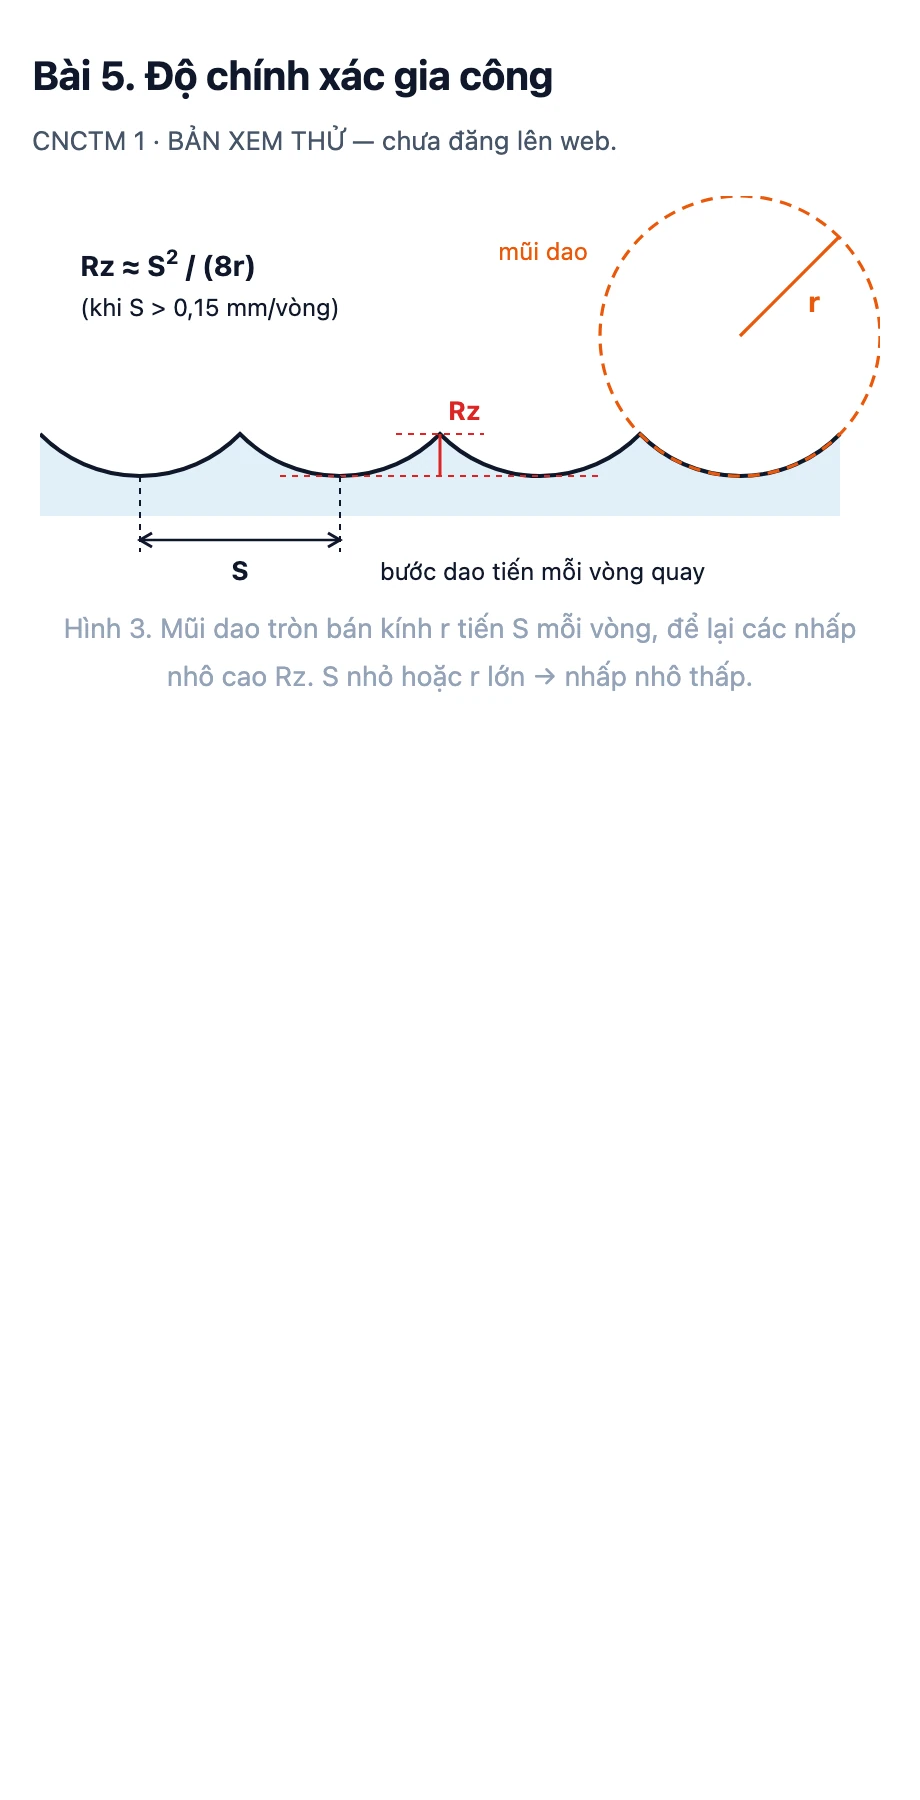 Bài 5. Độ chính xác gia công
CNCTM 1 · BẢN XEM THỬ — chưa đăng lên web.
mũi dao
Rz ≈ S² / (8r)
(khi S > 0,15 mm/vòng)
r
Rz
S
bước dao tiến mỗi vòng quay
Hình 3. Mũi dao tròn bán kính r tiến S mỗi vòng, để lại các nhấp
nhô cao Rz. S nhỏ hoặc r lớn → nhấp nhô thấp.